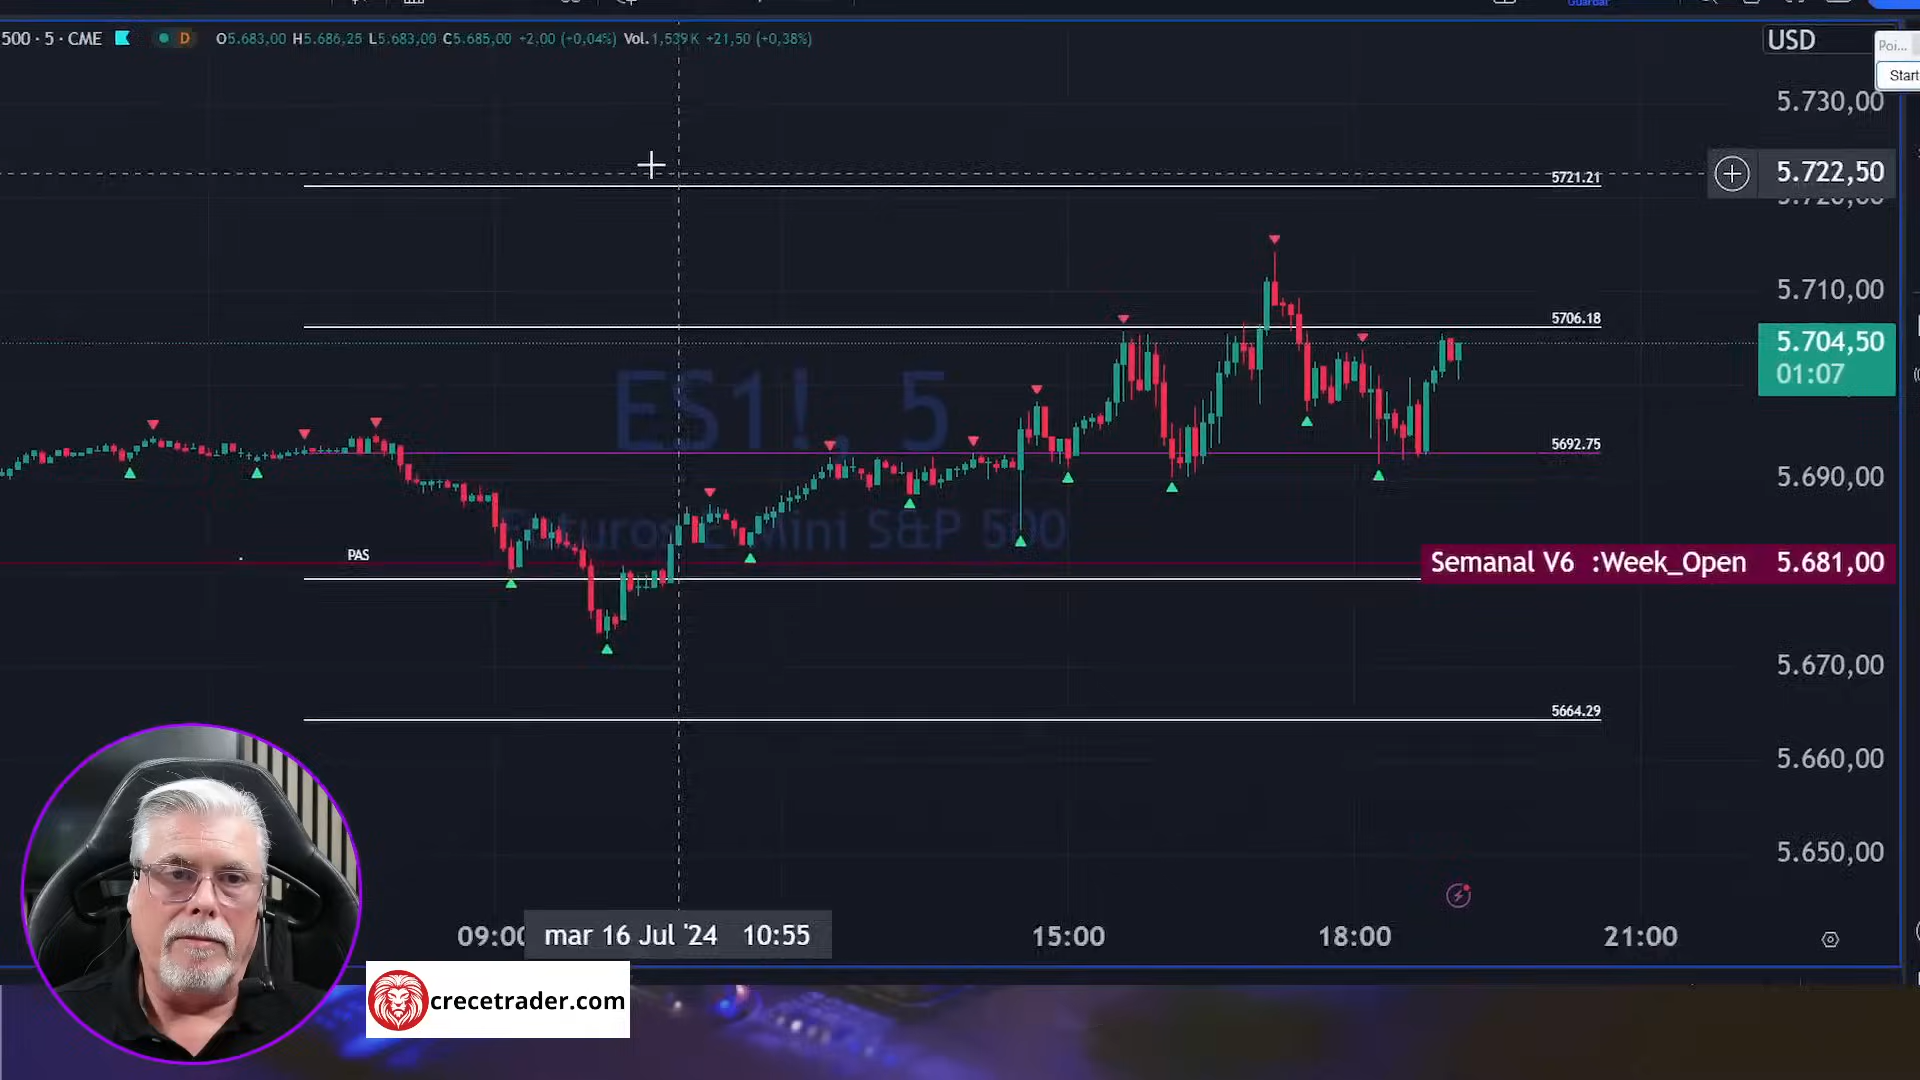 Guardar
500 · 5 · CME D O5.683,00 H5.686,25 L5.683,00 C5.685,00 +2,00 (+0,04%) Vol.1,539K +21,50 (+0,38%)
USD
Poi...
Start
5.730,00
5721.21
5.722,50
5.720,00
5.710,00
5706.18
5.704,50
01:07
ES1!, 5
5692.75
5.690,00
Futuros E-Mini S&P 500
PAS
Semanal V6 :Week_Open 5.681,00
5.670,00
5664.29
5.660,00
5.650,00
09:00 mar 16 Jul '24 10:55 15:00 18:00 21:00
crecetrader.com